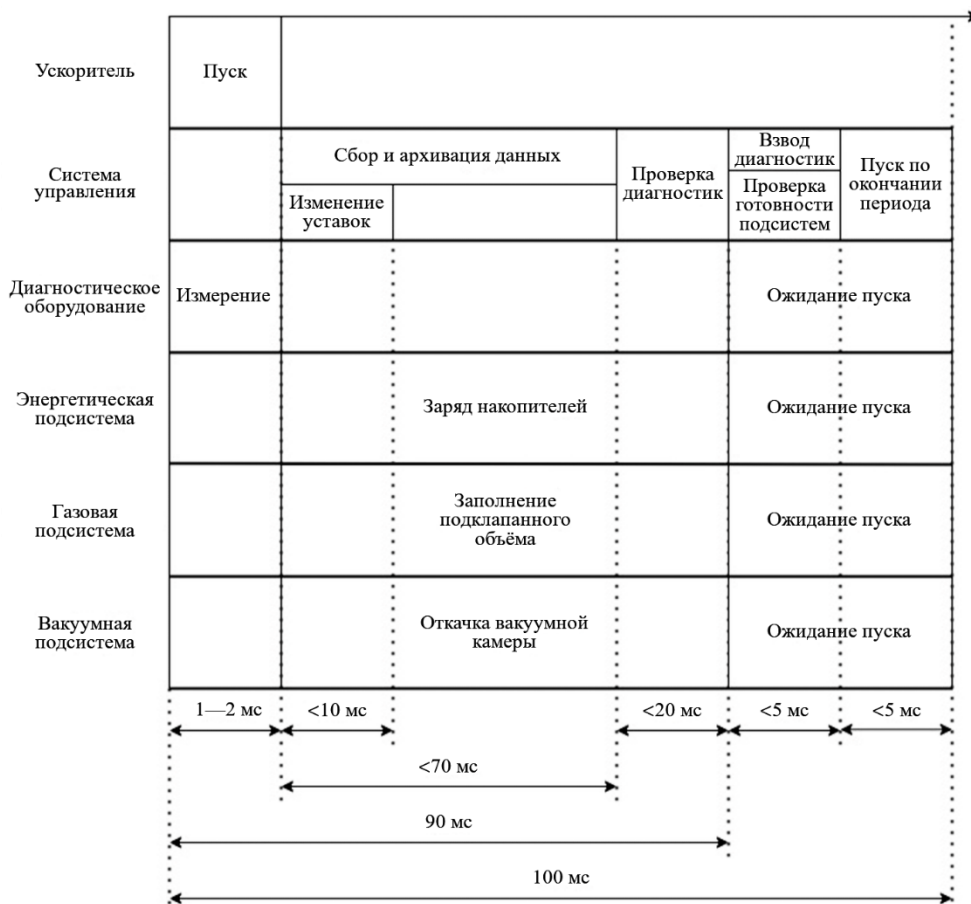 Ускоритель
Пуск
Система
управления
Сбор и архивация данных
Изменение
уставок
Проверка
диагностик
Взвод
диагностик
Проверка
готовности
подсистем
Пуск по
окончании
периода
Диагностическое
оборудование
Измерение
Ожидание пуска
Энергетическая
подсистема
Заряд накопителей
Ожидание пуска
Газовая
подсистема
Заполнение
подклапанного
объёма
Ожидание пуска
Вакуумная
подсистема
Откачка вакуумной
камеры
Ожидание пуска
1—2 мс
<10 мс
<20 мс
<5 мс
<5 мс
<70 мс
90 мс
100 мс